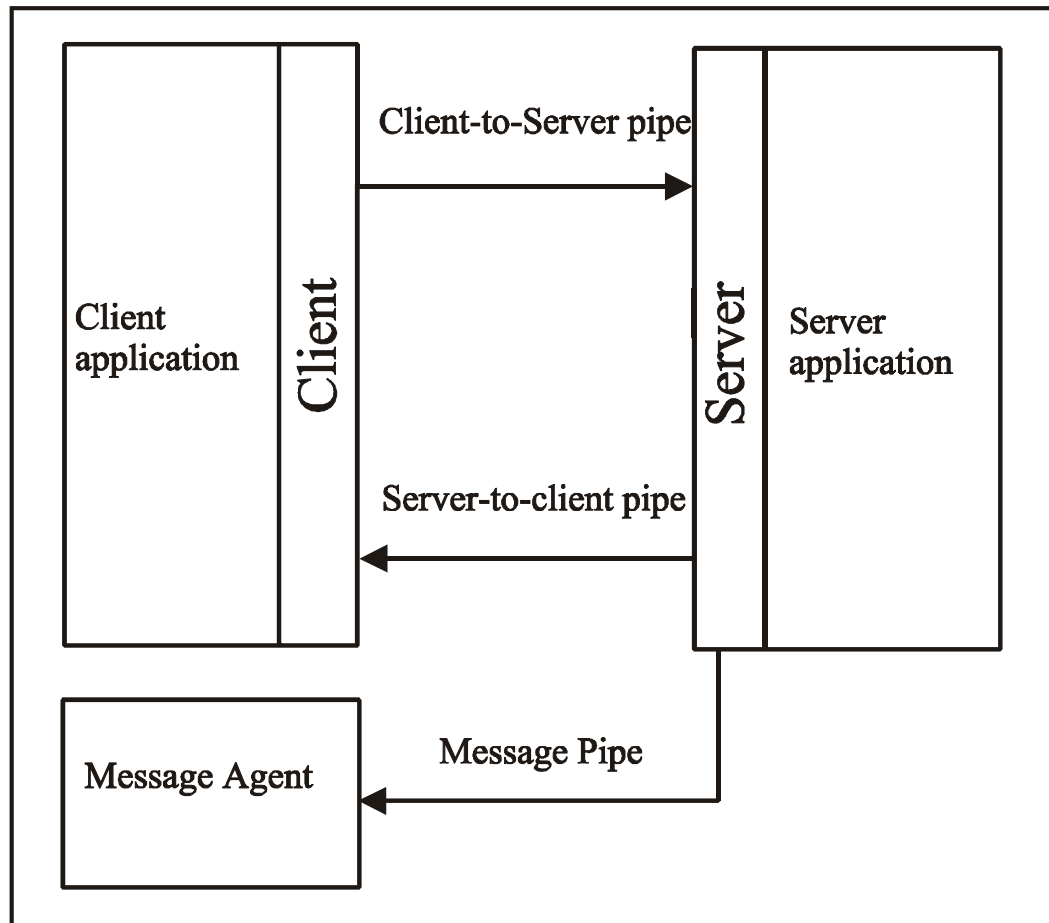 Client-to-Server pipe
Client
application
Client
Server
Server
application
Server-to-client pipe
Message Agent
Message Pipe